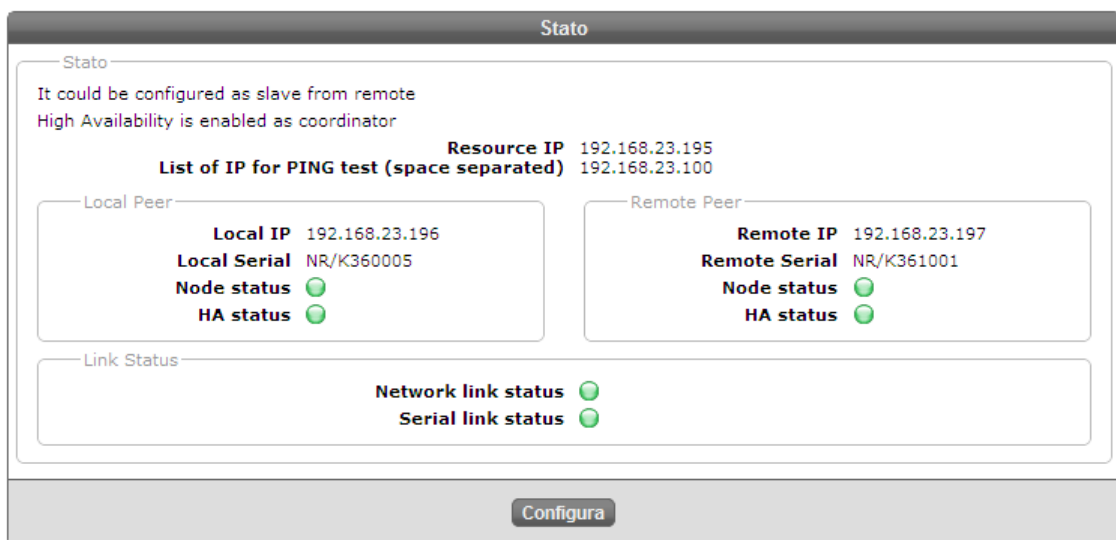 Stato
Stato
It could be configured as slave from remote
High Availability is enabled as coordinator
Resource IP 192.168.23.195
List of IP for PING test (space separated) 192.168.23.100
Local Peer
Local IP 192.168.23.196
Local Serial NR/K360005
Node status
HA status
Remote Peer
Remote IP 192.168.23.197
Remote Serial NR/K361001
Node status
HA status
Link Status
Network link status
Serial link status
Configura